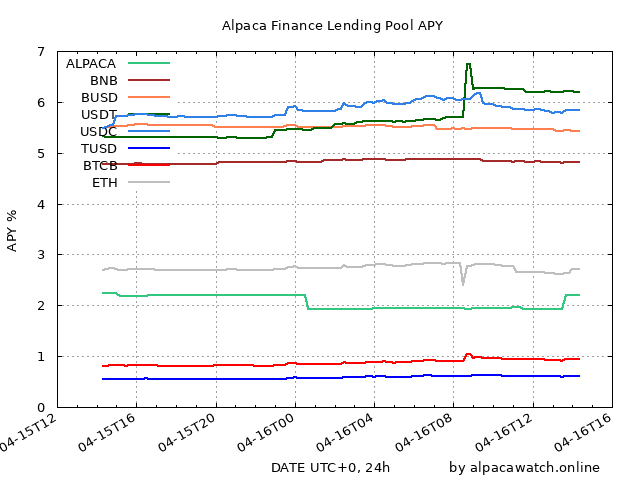 Alpaca Finance Lending Pool APY
7
6
5
4
3
2
1
0
APY %
ALPACA
BNB
BUSD
USDT
USDC
TUSD
BTCB
ETH
04-15T12
04-15T16
04-15T20
04-16T00
04-16T04
04-16T08
04-16T12
04-16T16
DATE UTC+0, 24h
by alpacawatch.online